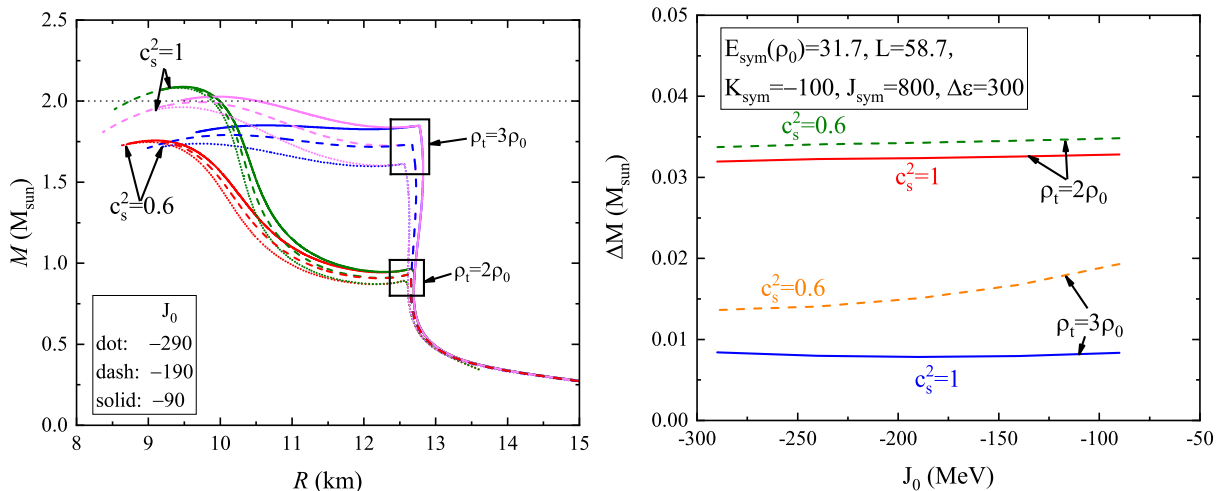 2.5
2.0
1.5
1.0
0.5
0.0
M (M_sun)
c_s^2=1
c_s^2=0.6
ρ_t=3ρ_0
ρ_t=2ρ_0
J_0
dot: −290
dash: −190
solid: −90
8 9 10 11 12 13 14 15
R (km)
0.05
0.04
0.03
0.02
0.01
0.00
ΔM (M_sun)
E_sym(ρ_0)=31.7, L=58.7,
K_sym=−100, J_sym=800, Δε=300
c_s^2=0.6
c_s^2=1
ρ_t=2ρ_0
c_s^2=0.6
ρ_t=3ρ_0
c_s^2=1
-300 -250 -200 -150 -100 -50
J_0 (MeV)